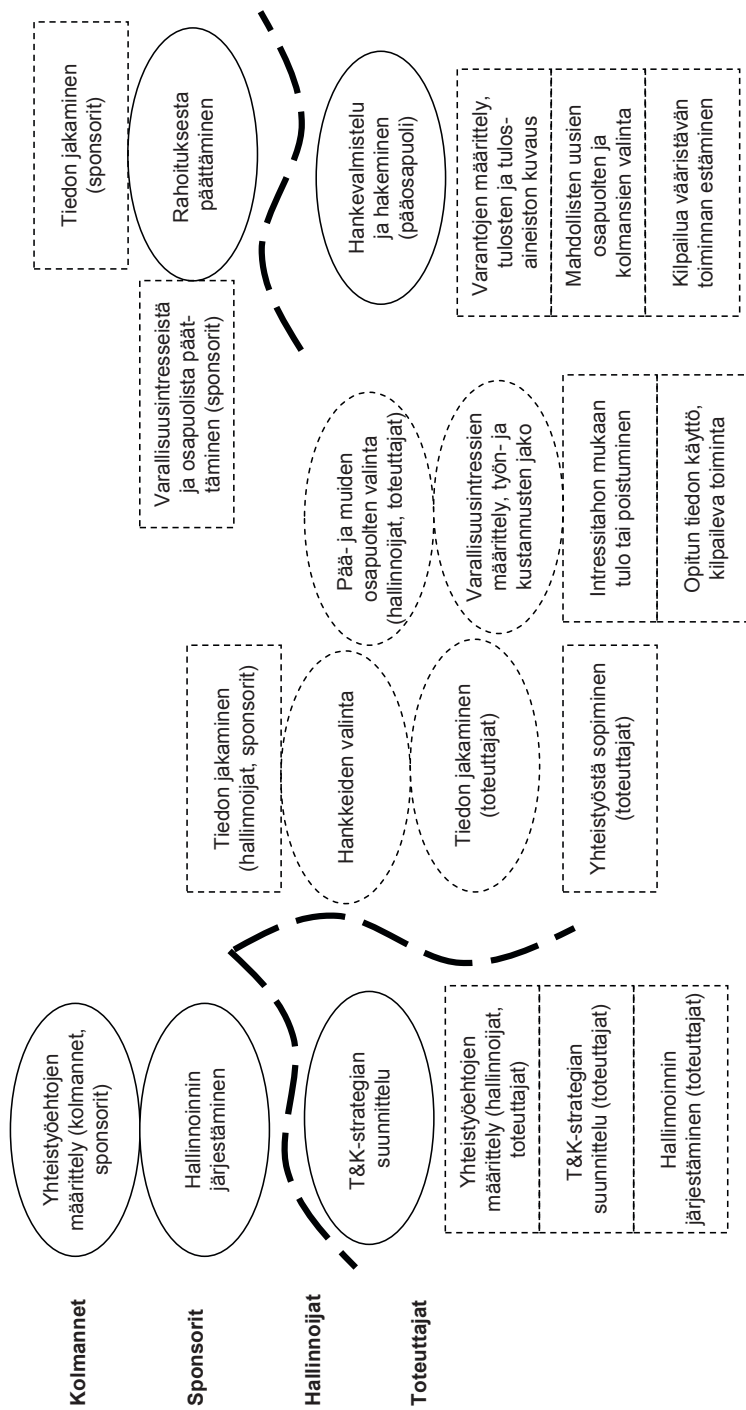 Kolmannet
Sponsorit
Hallinnoijat
Toteuttajat
Yhteistyöehtojen
määrittely (kolmannet,
sponsorit)
Hallinnoinnin
järjestäminen
T&K-strategian
suunnittelu
Yhteistyöehtojen
määrittely (hallinnoijat,
toteuttajat)
T&K-strategian
suunnittelu (toteuttajat)
Hallinnoinnin
järjestäminen (toteuttajat)
Tiedon jakaminen
(hallinnoijat, sponsorit)
Hankkeiden valinta
Tiedon jakaminen
(toteuttajat)
Yhteistyöstä sopiminen
(toteuttajat)
Varallisuusintresseistä
ja osapuolista päät-
täminen (sponsorit)
Pää- ja muiden
osapuolten valinta
(hallinnoijat, toteuttajat)
Varallisuusintressien
määrittely, työn- ja
kustannusten jako
Intressitahon mukaan
tulo tai poistuminen
Opitun tiedon käyttö,
kilpaileva toiminta
Tiedon jakaminen
(sponsorit)
Rahoituksesta
päättäminen
Hankevalmistelu
ja hakeminen
(pääosapuoli)
Varantojen määrittely,
tulosten ja tulos-
aineiston kuvaus
Mahdollisten uusien
osapuolten ja
kolmansien valinta
Kilpailua vääristävän
toiminnan estäminen